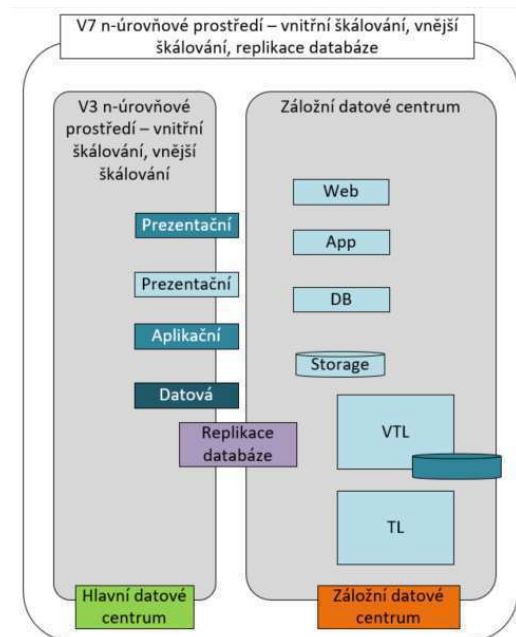 V7 n-úrovňové prostředí – vnitřní škálování, vnější
škálování, replikace databáze
V3 n-úrovňové
prostředí – vnitřní
škálování, vnější
škálování
Prezentační
Prezentační
Aplikační
Datová
Replikace
databáze
Hlavní datové
centrum
Záložní datové centrum
Web
App
DB
Storage
VTL
TL
Záložní datové
centrum